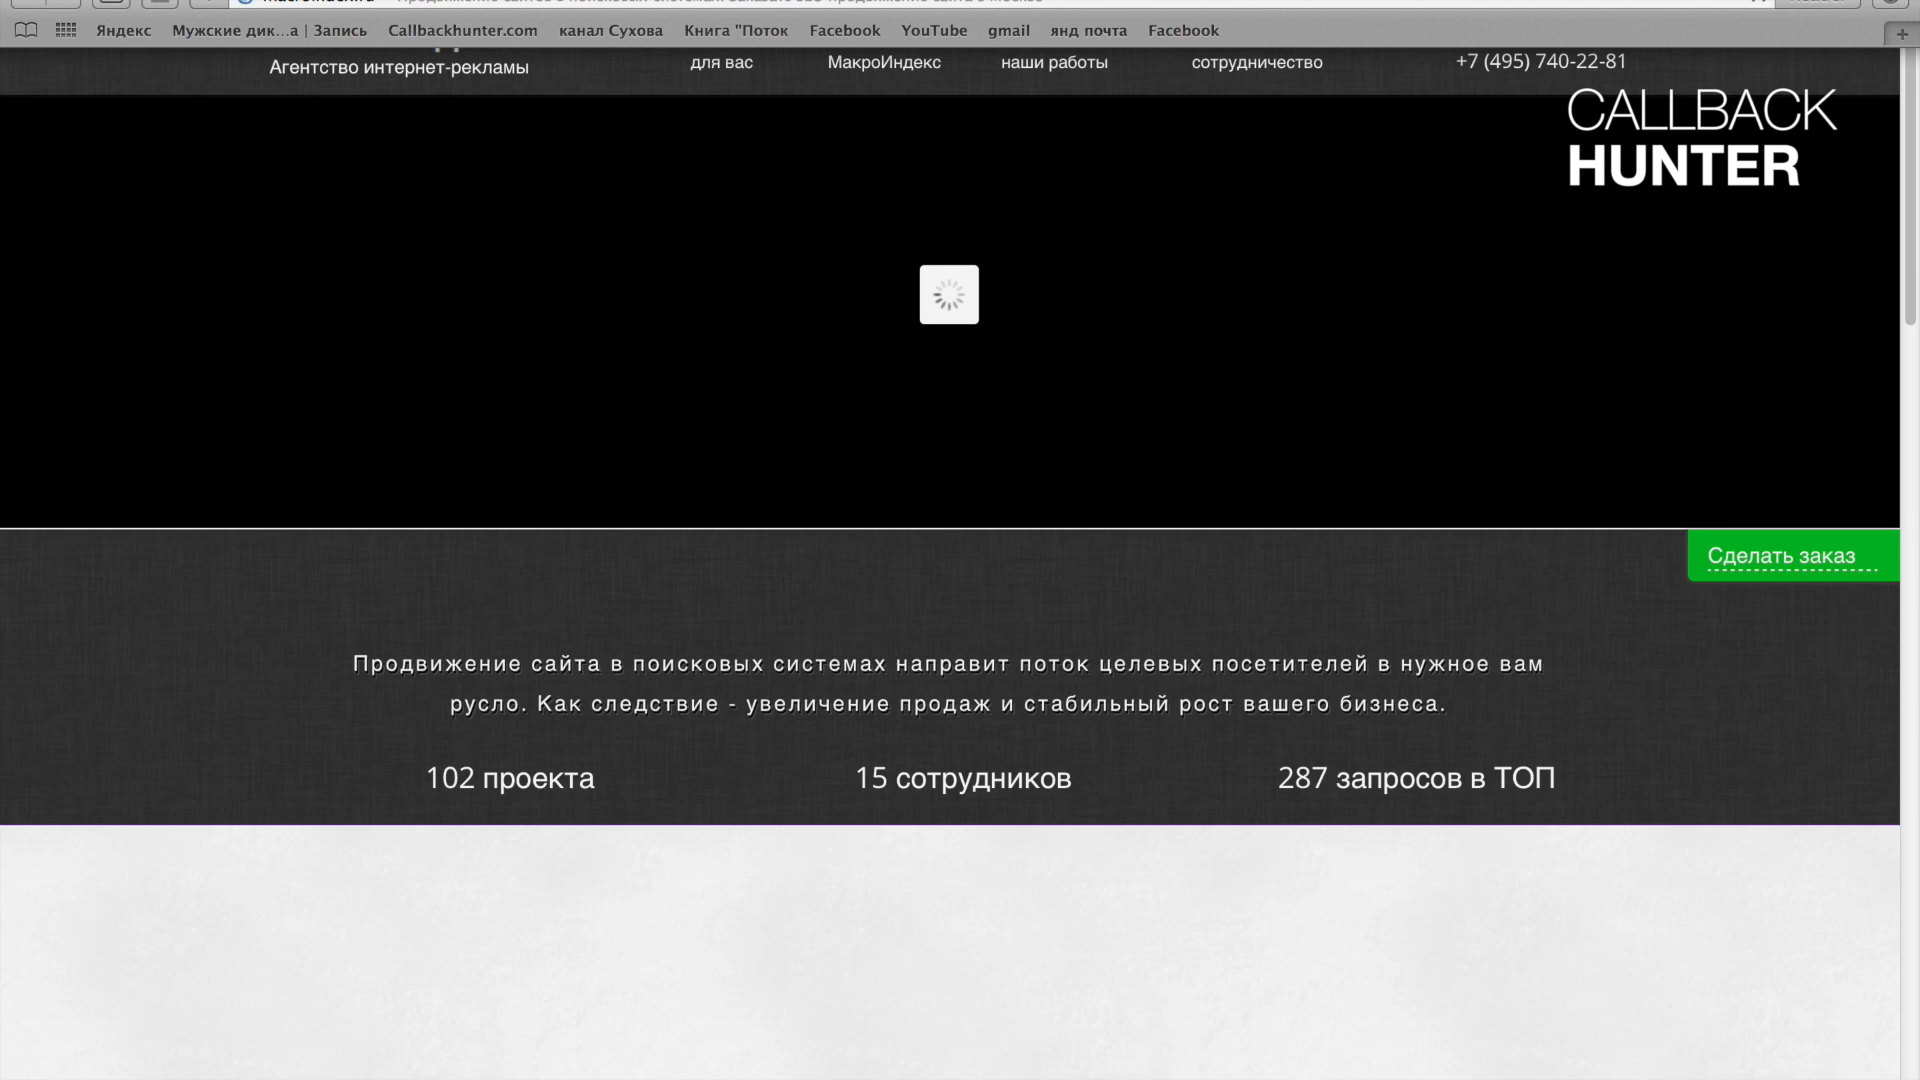 Яндекс Мужские дик...а | Запись Callbackhunter.com канал Сухова Книга "Поток Facebook YouTube gmail янд почта Facebook
Агентство интернет-рекламы для вас МакроИндекс наши работы сотрудничество +7 (495) 740-22-81
CALLBACK
HUNTER
Сделать заказ
Продвижение сайта в поисковых системах направит поток целевых посетителей в нужное вам
русло. Как следствие - увеличение продаж и стабильный рост вашего бизнеса.
102 проекта 15 сотрудников 287 запросов в ТОП